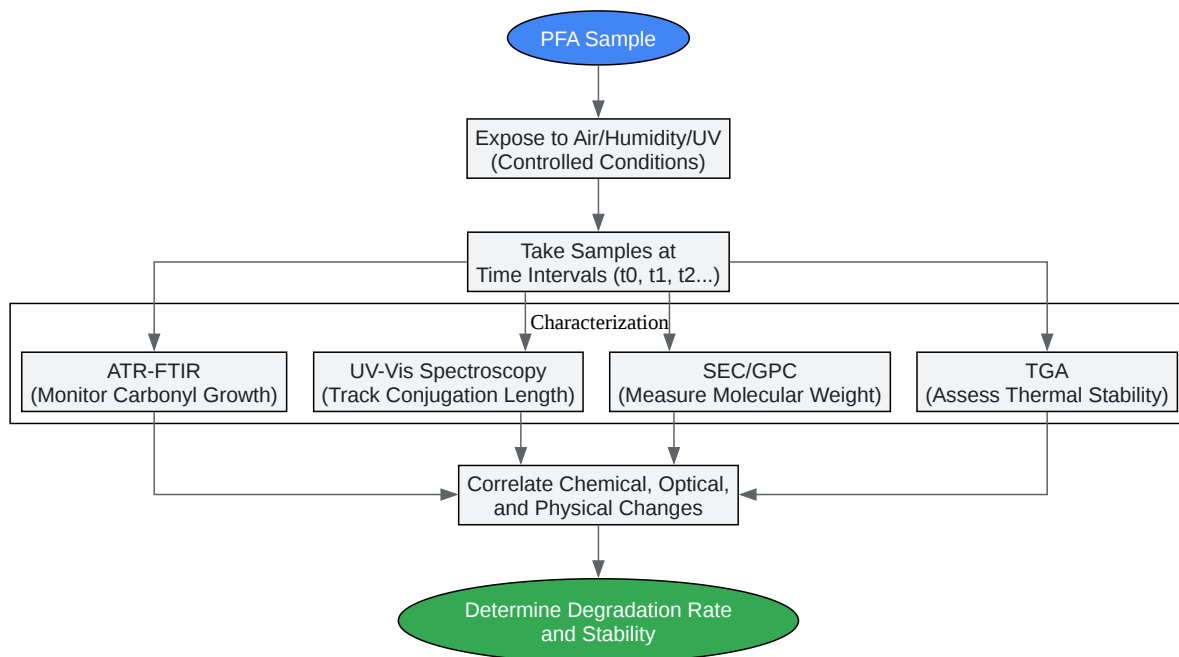 PFA Sample
Expose to Air/Humidity/UV
(Controlled Conditions)
Take Samples at
Time Intervals (t0, t1, t2...)
Characterization
ATR-FTIR
(Monitor Carbonyl Growth)
UV-Vis Spectroscopy
(Track Conjugation Length)
SEC/GPC
(Measure Molecular Weight)
TGA
(Assess Thermal Stability)
Correlate Chemical, Optical,
and Physical Changes
Determine Degradation Rate
and Stability